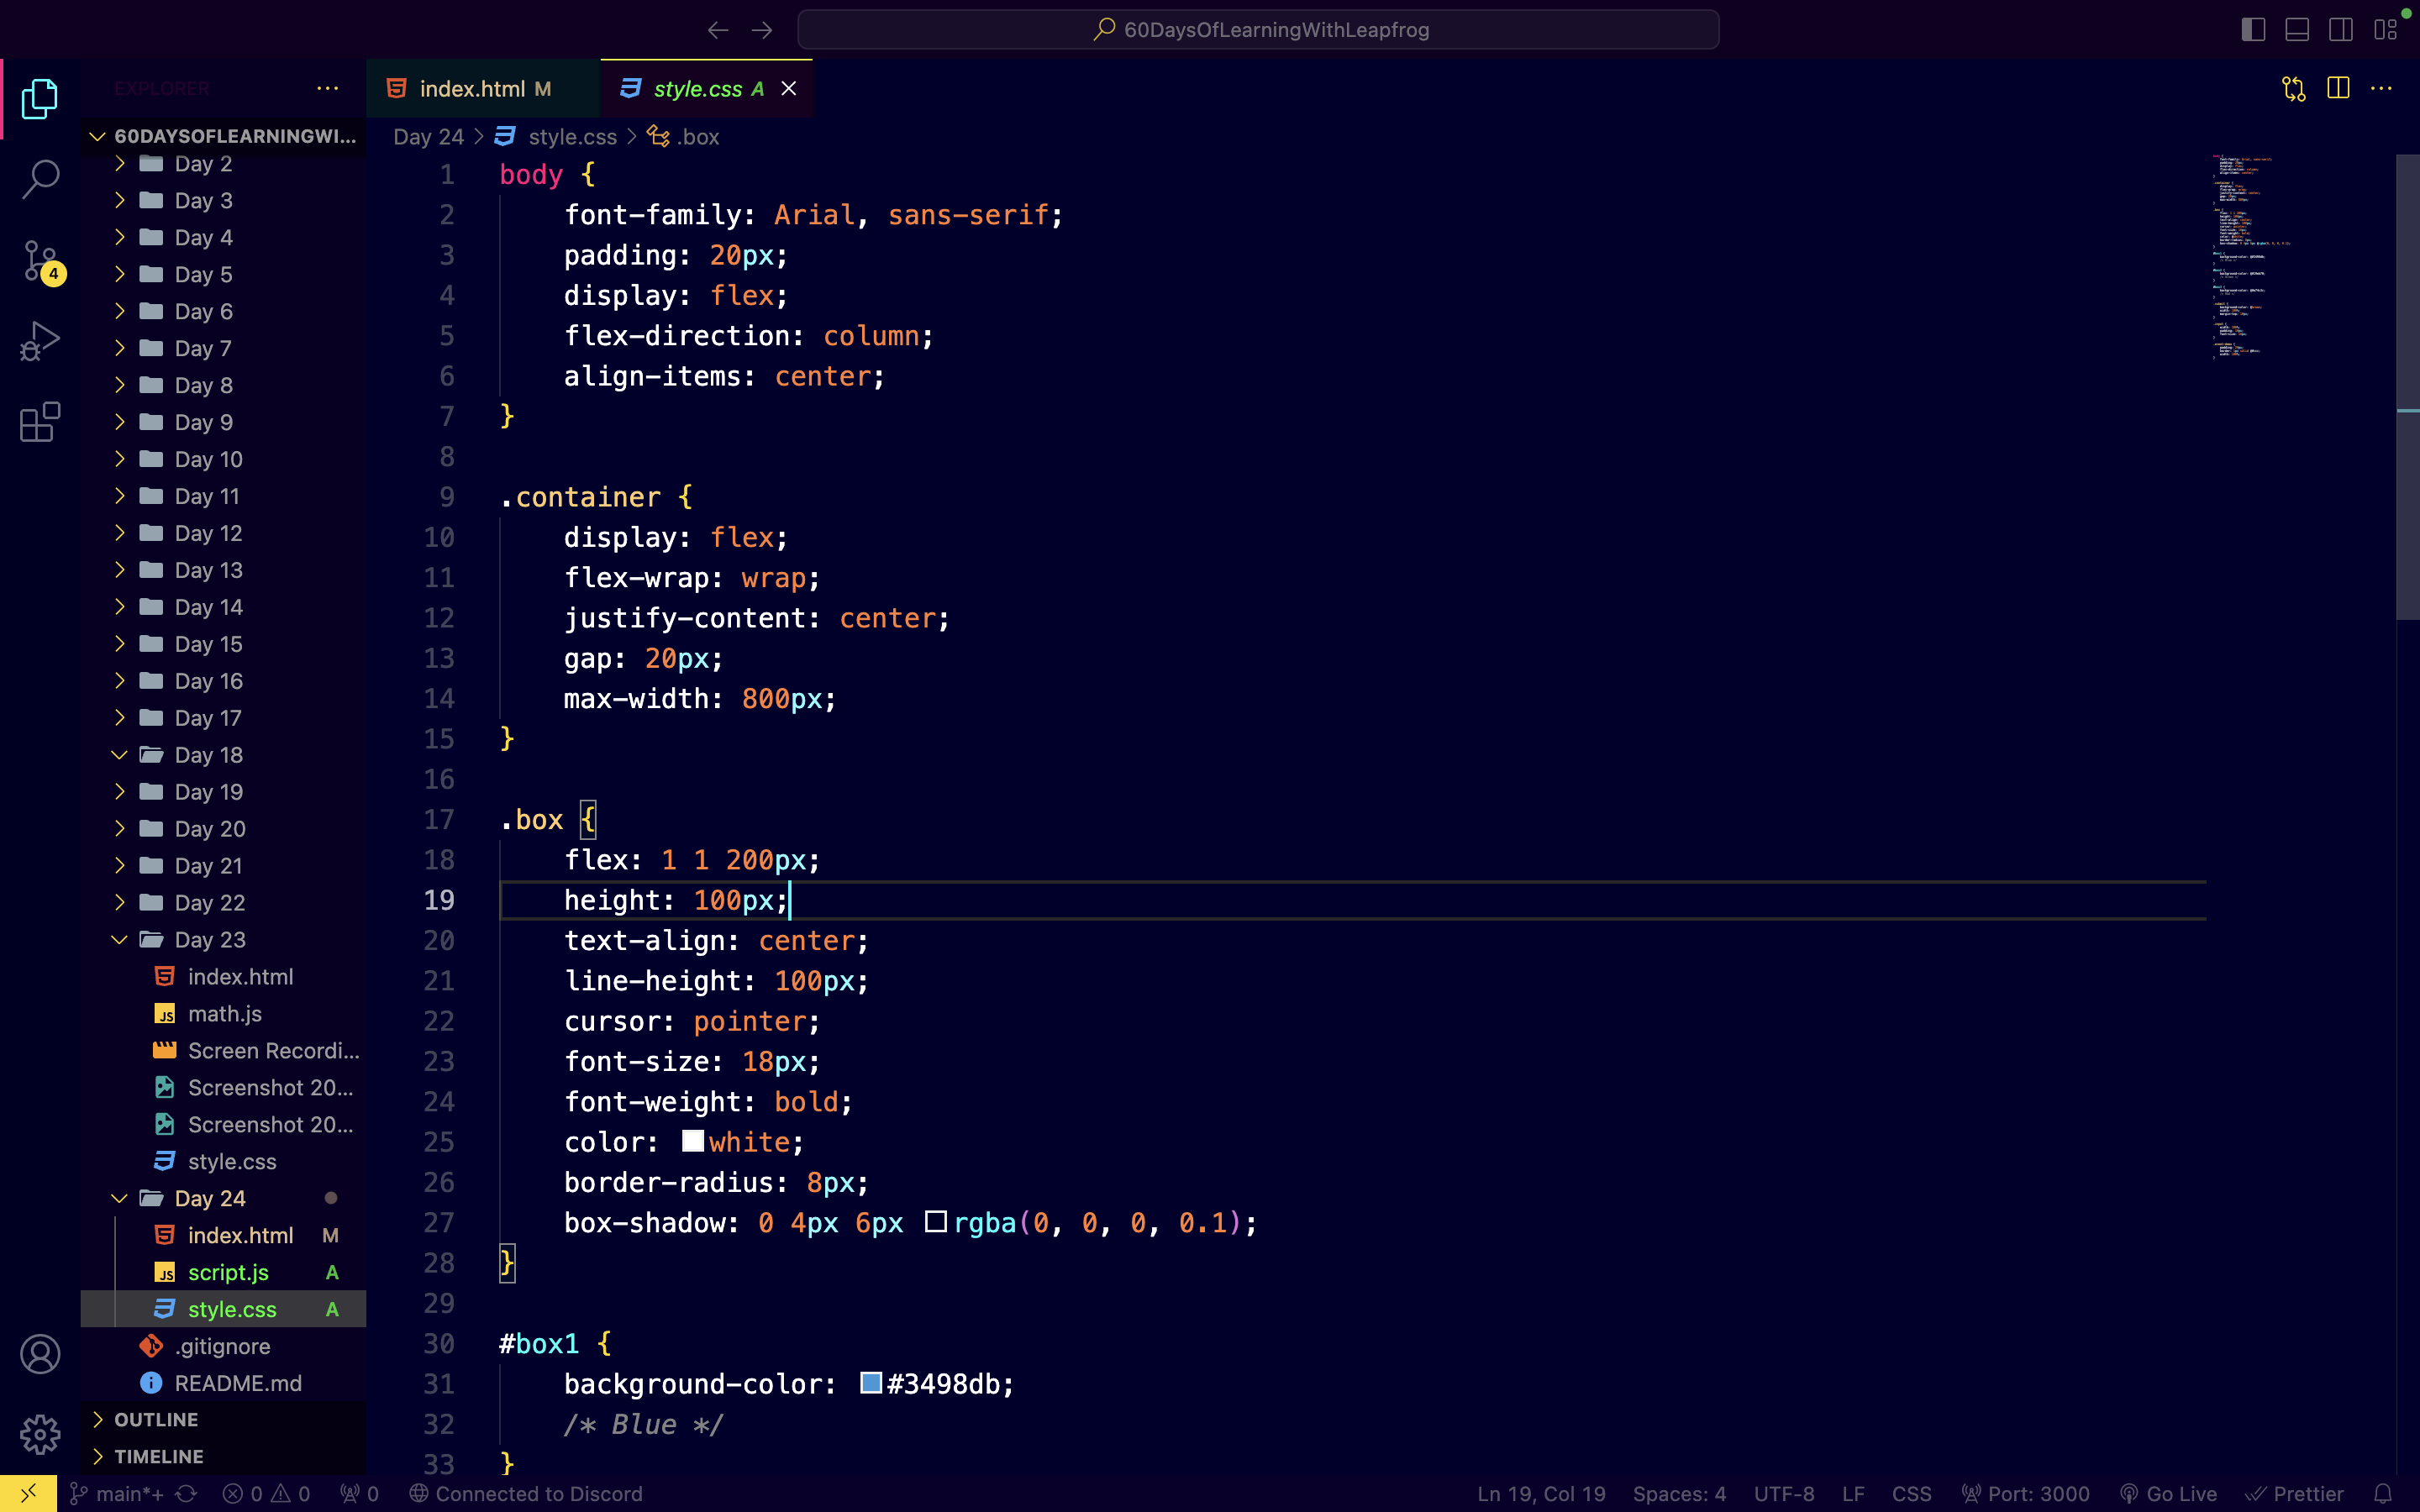 60DaysOfLearningWithLeapfrog
EXPLORER
60DAYSOFLEARNINGWI...
Day 2
Day 3
Day 4
Day 5
Day 6
Day 7
Day 8
Day 9
Day 10
Day 11
Day 12
Day 13
Day 14
Day 15
Day 16
Day 17
Day 18
Day 19
Day 20
Day 21
Day 22
Day 23
index.html
math.js
Screen Recordi...
Screenshot 20...
Screenshot 20...
style.css
Day 24
index.html M
script.js A
style.css A
.gitignore
README.md
OUTLINE
TIMELINE
4
index.html M
style.css A
Day 24 > style.css > .box
1 body {
2     font-family: Arial, sans-serif;
3     padding: 20px;
4     display: flex;
5     flex-direction: column;
6     align-items: center;
7 }
8
9 .container {
10     display: flex;
11     flex-wrap: wrap;
12     justify-content: center;
13     gap: 20px;
14     max-width: 800px;
15 }
16
17 .box {
18     flex: 1 1 200px;
19     height: 100px;
20     text-align: center;
21     line-height: 100px;
22     cursor: pointer;
23     font-size: 18px;
24     font-weight: bold;
25     color: white;
26     border-radius: 8px;
27     box-shadow: 0 4px 6px rgba(0, 0, 0, 0.1);
28 }
29
30 #box1 {
31     background-color: #3498db;
32     /* Blue */
33 }
main*+ 0 0 0 Connected to Discord Ln 19, Col 19 Spaces: 4 UTF-8 LF CSS Port: 3000 Go Live Prettier